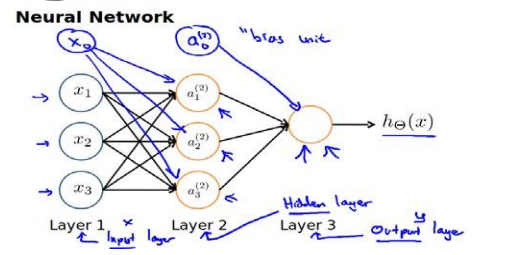 Neural Network
x₀ a₀⁽²⁾ "bias unit
x₁ a₁⁽²⁾
x₂ a₂⁽²⁾ h_Θ(x)
x₃ a₃⁽²⁾
Hidden layer
Layer 1 x Layer 2 Layer 3 y
Input layer Output layer